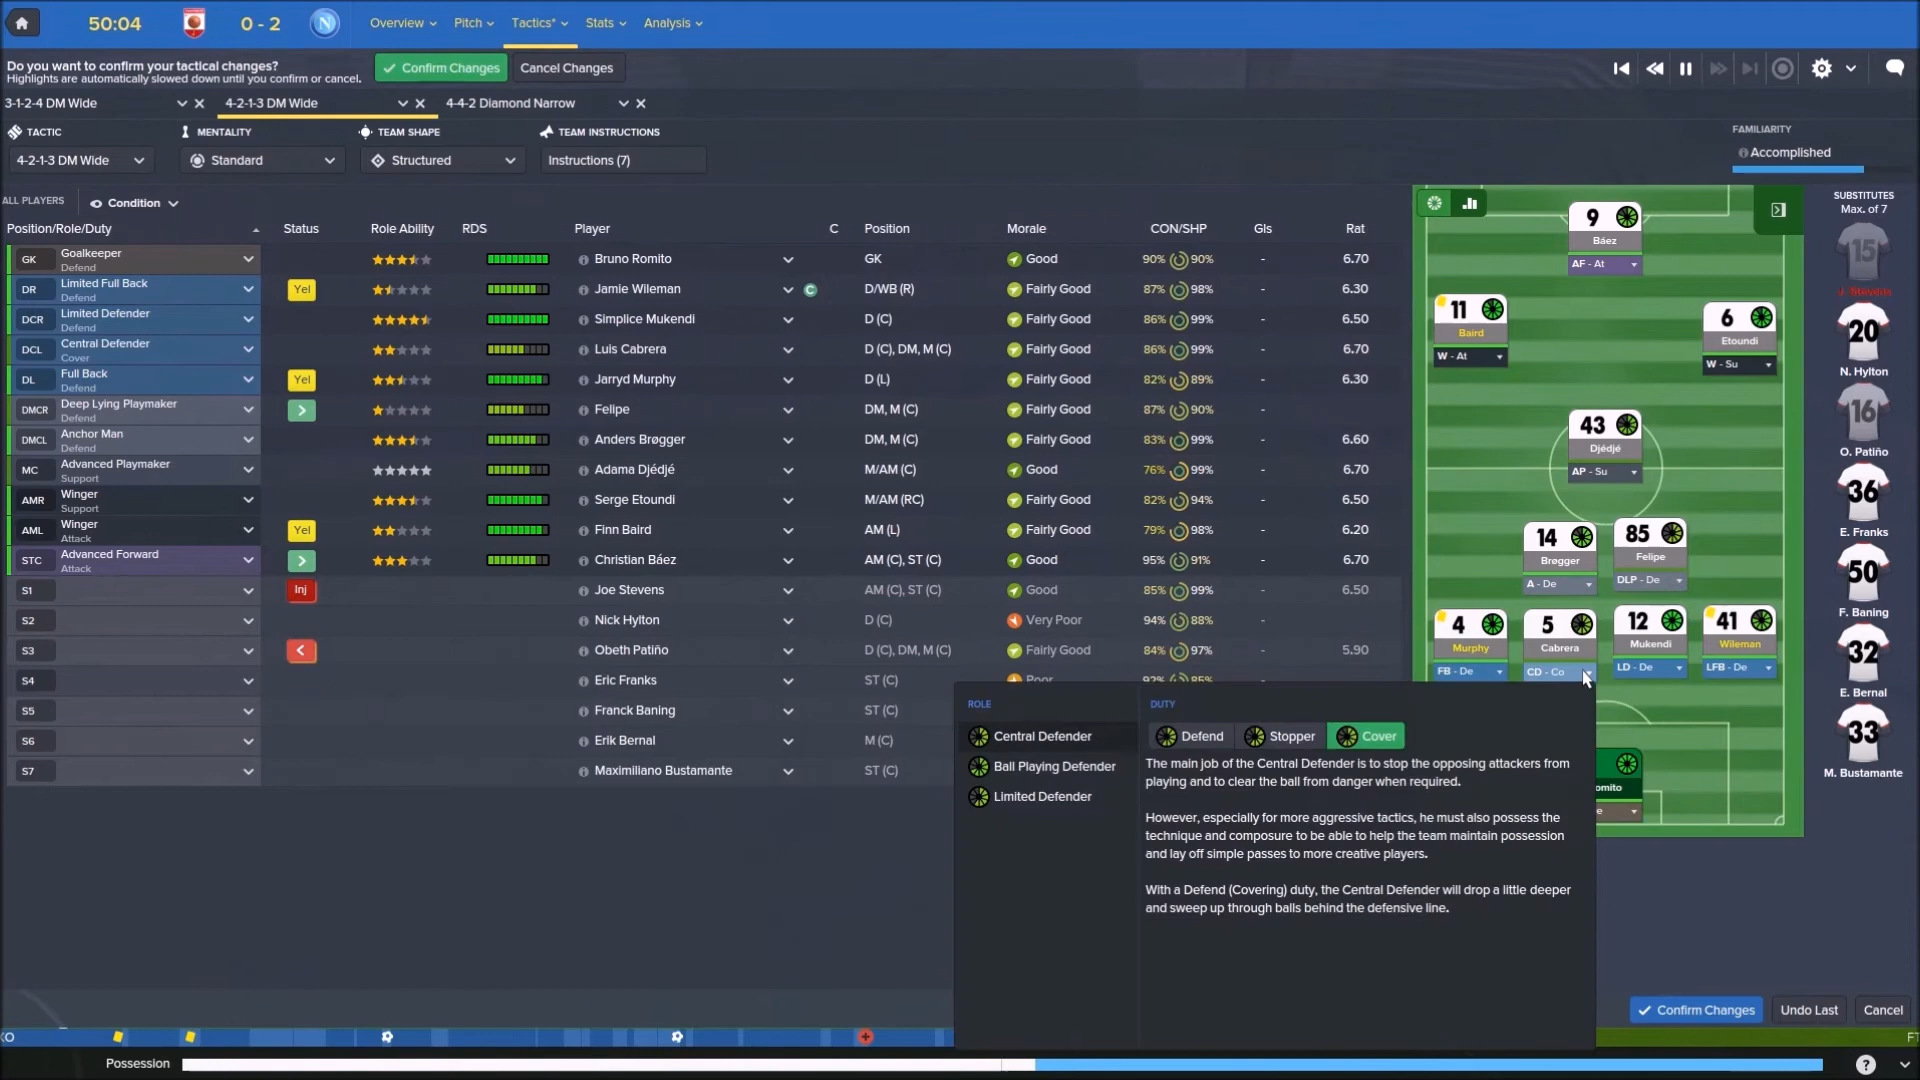 50:04
0 - 2
N
Overview
Pitch
Tactics*
Stats
Analysis
Do you want to confirm your tactical changes?
Highlights are automatically slowed down until you confirm or cancel.
Confirm Changes
Cancel Changes
3-1-2-4 DM Wide
4-2-1-3 DM Wide
4-4-2 Diamond Narrow
TACTIC
MENTALITY
TEAM SHAPE
TEAM INSTRUCTIONS
4-2-1-3 DM Wide
Standard
Structured
Instructions (7)
FAMILIARITY
Accomplished
ALL PLAYERS
Condition
Position/Role/Duty Status Role Ability RDS Player C Position Morale CON/SHP Gls Rat
GK Goalkeeper Defend Bruno Romito GK Good 90% 90% - 6.70
DR Limited Full Back Defend Yel Jamie Wileman C D/WB (R) Fairly Good 87% 98% - 6.30
DCR Limited Defender Defend Simplice Mukendi D (C) Fairly Good 86% 99% - 6.50
DCL Central Defender Cover Luis Cabrera D (C), DM, M (C) Fairly Good 86% 99% - 6.70
DL Full Back Defend Yel Jarryd Murphy D (L) Fairly Good 82% 89% - 6.30
DMCR Deep Lying Playmaker Defend Felipe DM, M (C) Fairly Good 87% 90% -
DMCL Anchor Man Defend Anders Brøgger DM, M (C) Fairly Good 83% 99% - 6.60
MC Advanced Playmaker Support Adama Djédjé M/AM (C) Good 76% 99% - 6.70
AMR Winger Support Serge Etoundi M/AM (RC) Fairly Good 82% 94% - 6.50
AML Winger Attack Yel Finn Baird AM (L) Fairly Good 79% 98% - 6.20
STC Advanced Forward Attack Christian Báez AM (C), ST (C) Good 95% 91% - 6.70
S1 Inj Joe Stevens AM (C), ST (C) Good 85% 99% - 6.50
S2 Nick Hylton D (C) Very Poor 94% 88% -
S3 Obeth Patiño D (C), DM, M (C) Fairly Good 84% 97% - 5.90
S4 Eric Franks ST (C) Poor 92% 85% -
S5 Franck Baning ST (C)
S6 Erik Bernal M (C)
S7 Maximiliano Bustamante ST (C)
9
Báez
AF - At
11
Baird
W - At
6
Etoundi
W - Su
43
Djédjé
AP - Su
14
Brøgger
A - De
85
Felipe
DLP - De
4
Murphy
FB - De
5
Cabrera
CD - Co
12
Mukendi
LD - De
41
Wileman
LFB - De
omito
e
SUBSTITUTES
Max. of 7
15
J. Stevens
20
N. Hylton
16
O. Patiño
36
E. Franks
50
F. Baning
32
E. Bernal
33
M. Bustamante
ROLE
Central Defender
Ball Playing Defender
Limited Defender
DUTY
Defend
Stopper
Cover
The main job of the Central Defender is to stop the opposing attackers from
playing and to clear the ball from danger when required.
However, especially for more aggressive tactics, he must also possess the
technique and composure to be able to help the team maintain possession
and lay off simple passes to more creative players.
With a Defend (Covering) duty, the Central Defender will drop a little deeper
and sweep up through balls behind the defensive line.
Confirm Changes
Undo Last
Cancel
KO
FT
Possession
?